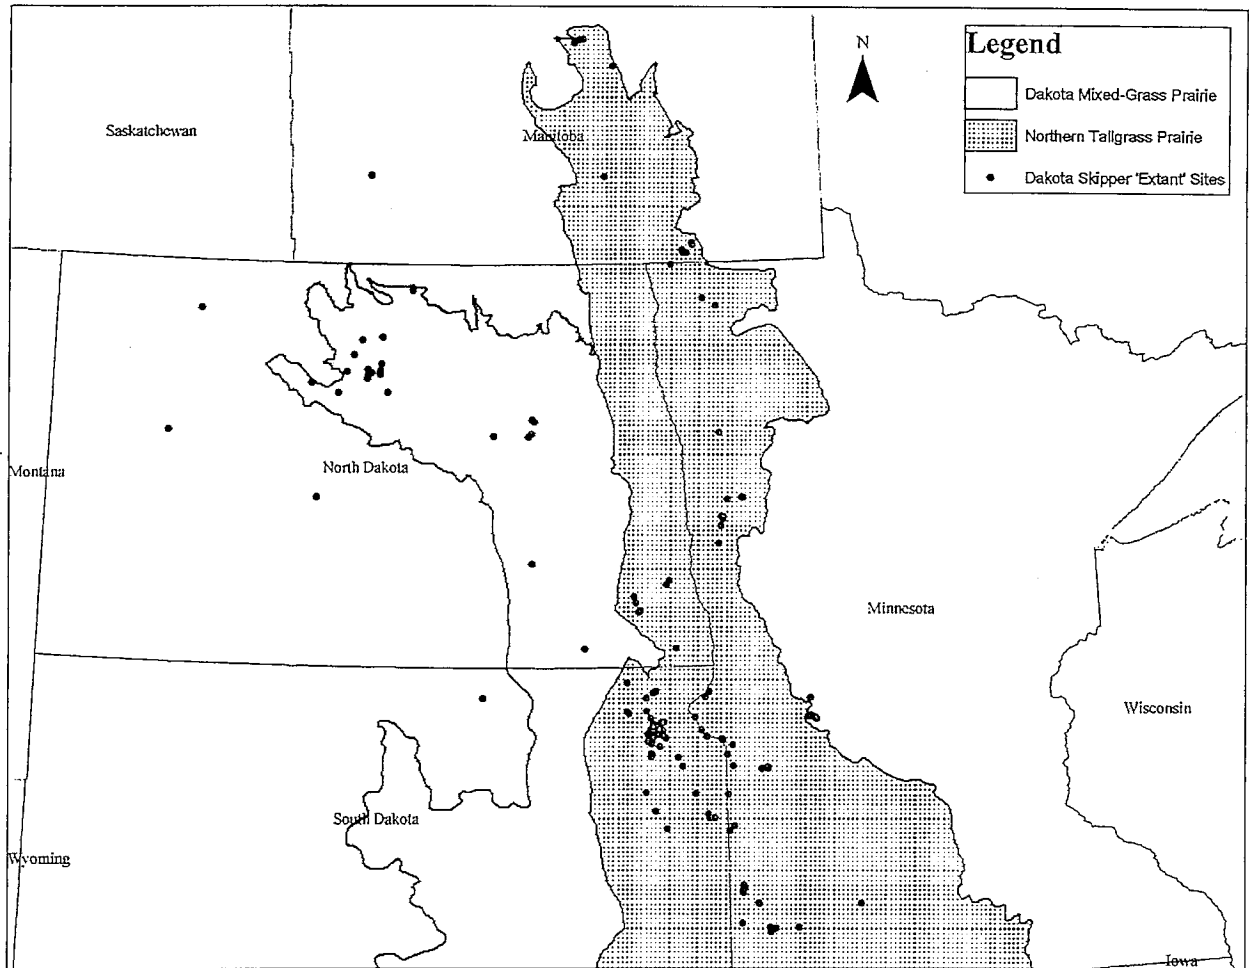 N
Legend
Dakota Mixed-Grass Prairie
Northern Tallgrass Prairie
Dakota Skipper 'Extant' Sites
Saskatchewan
Manitoba
Montana
North Dakota
Minnesota
Wisconsin
South Dakota
Wyoming
Iowa